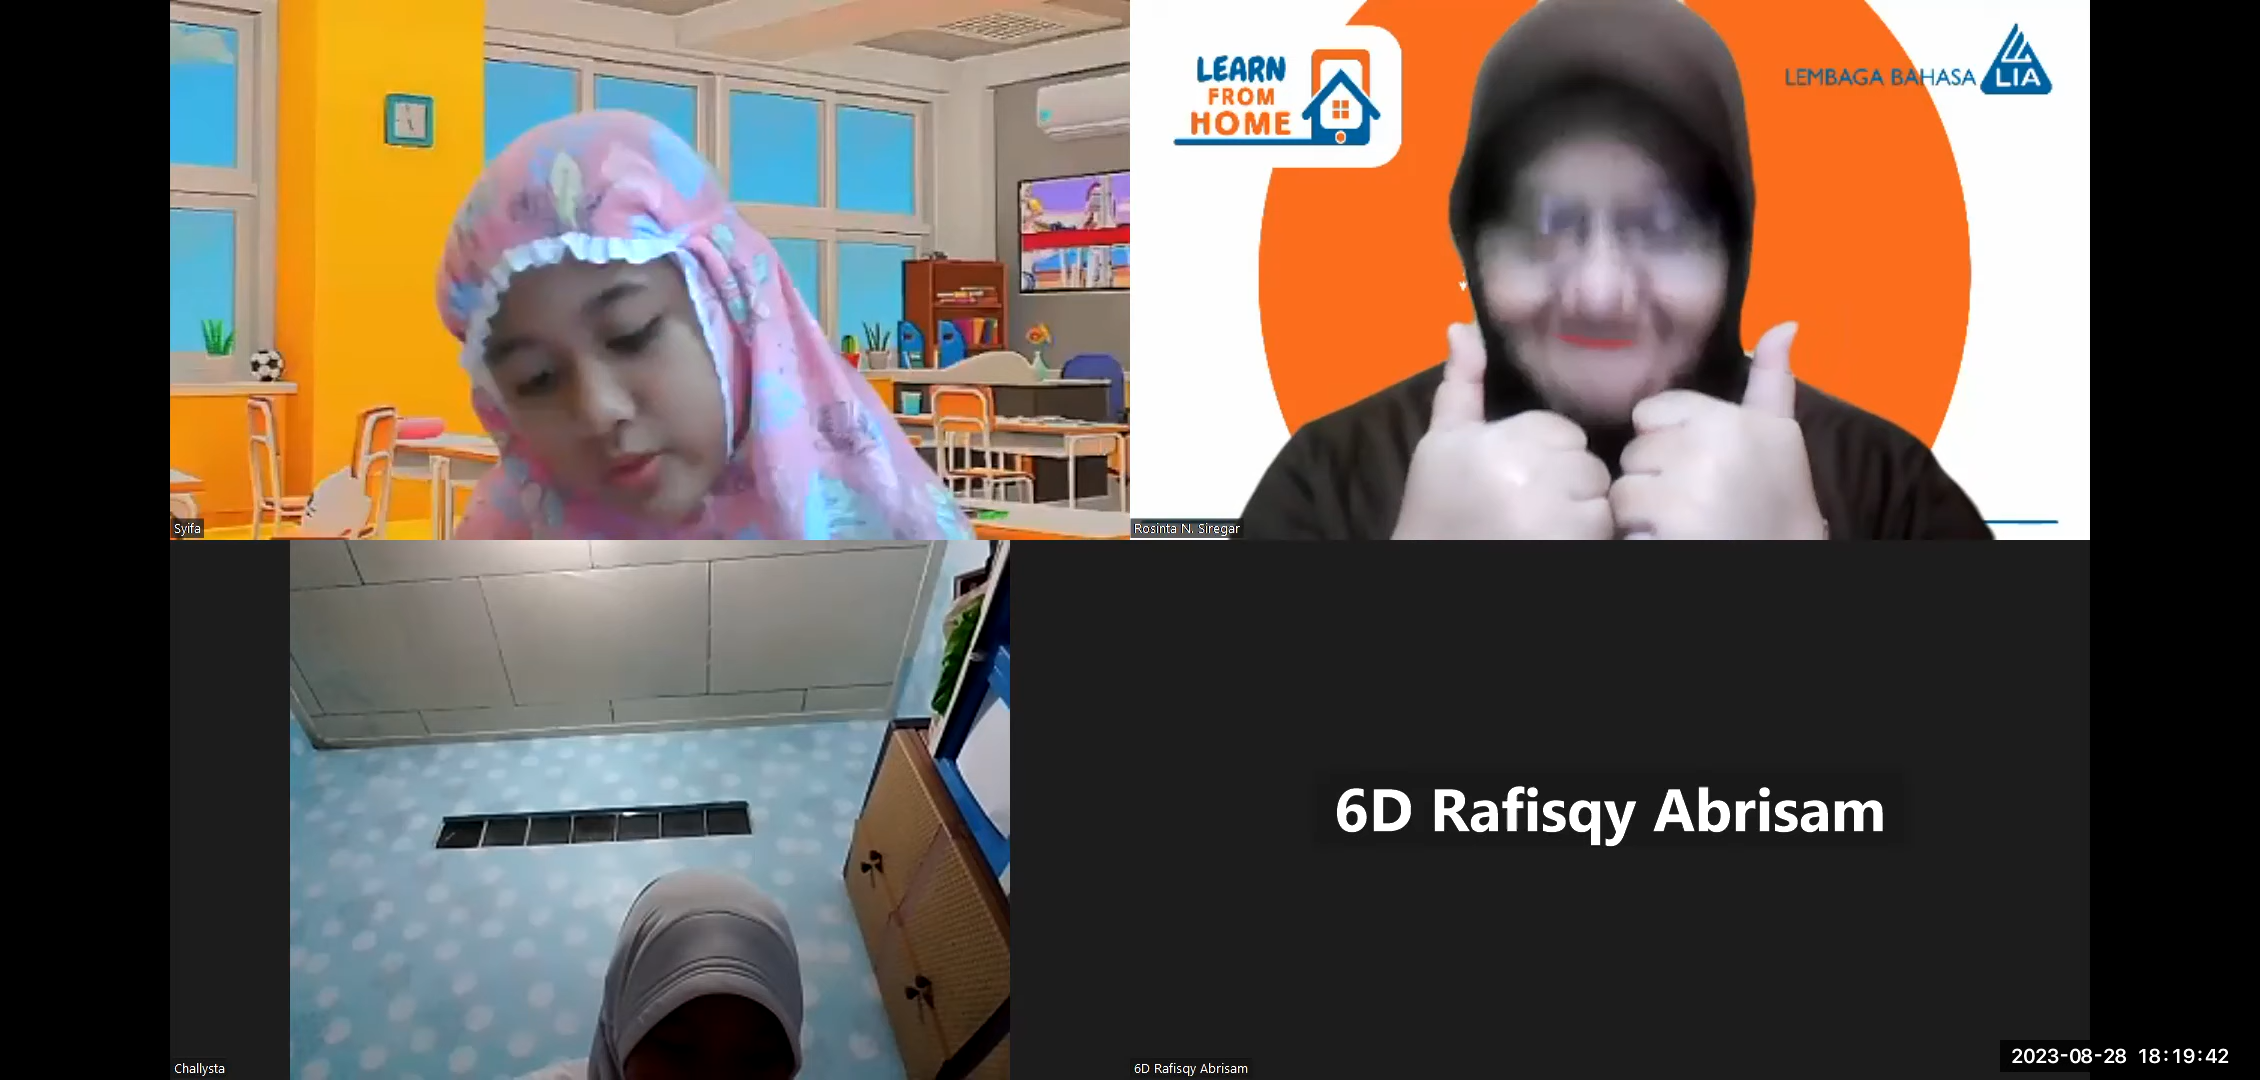 LEARN
FROM
HOME
LEMBAGA BAHASA
LIA
Syifa
Rosinta N. Siregar
6D Rafisqy Abrisam
Challysta
6D Rafisqy Abrisam
2023-08-28 18:19:42